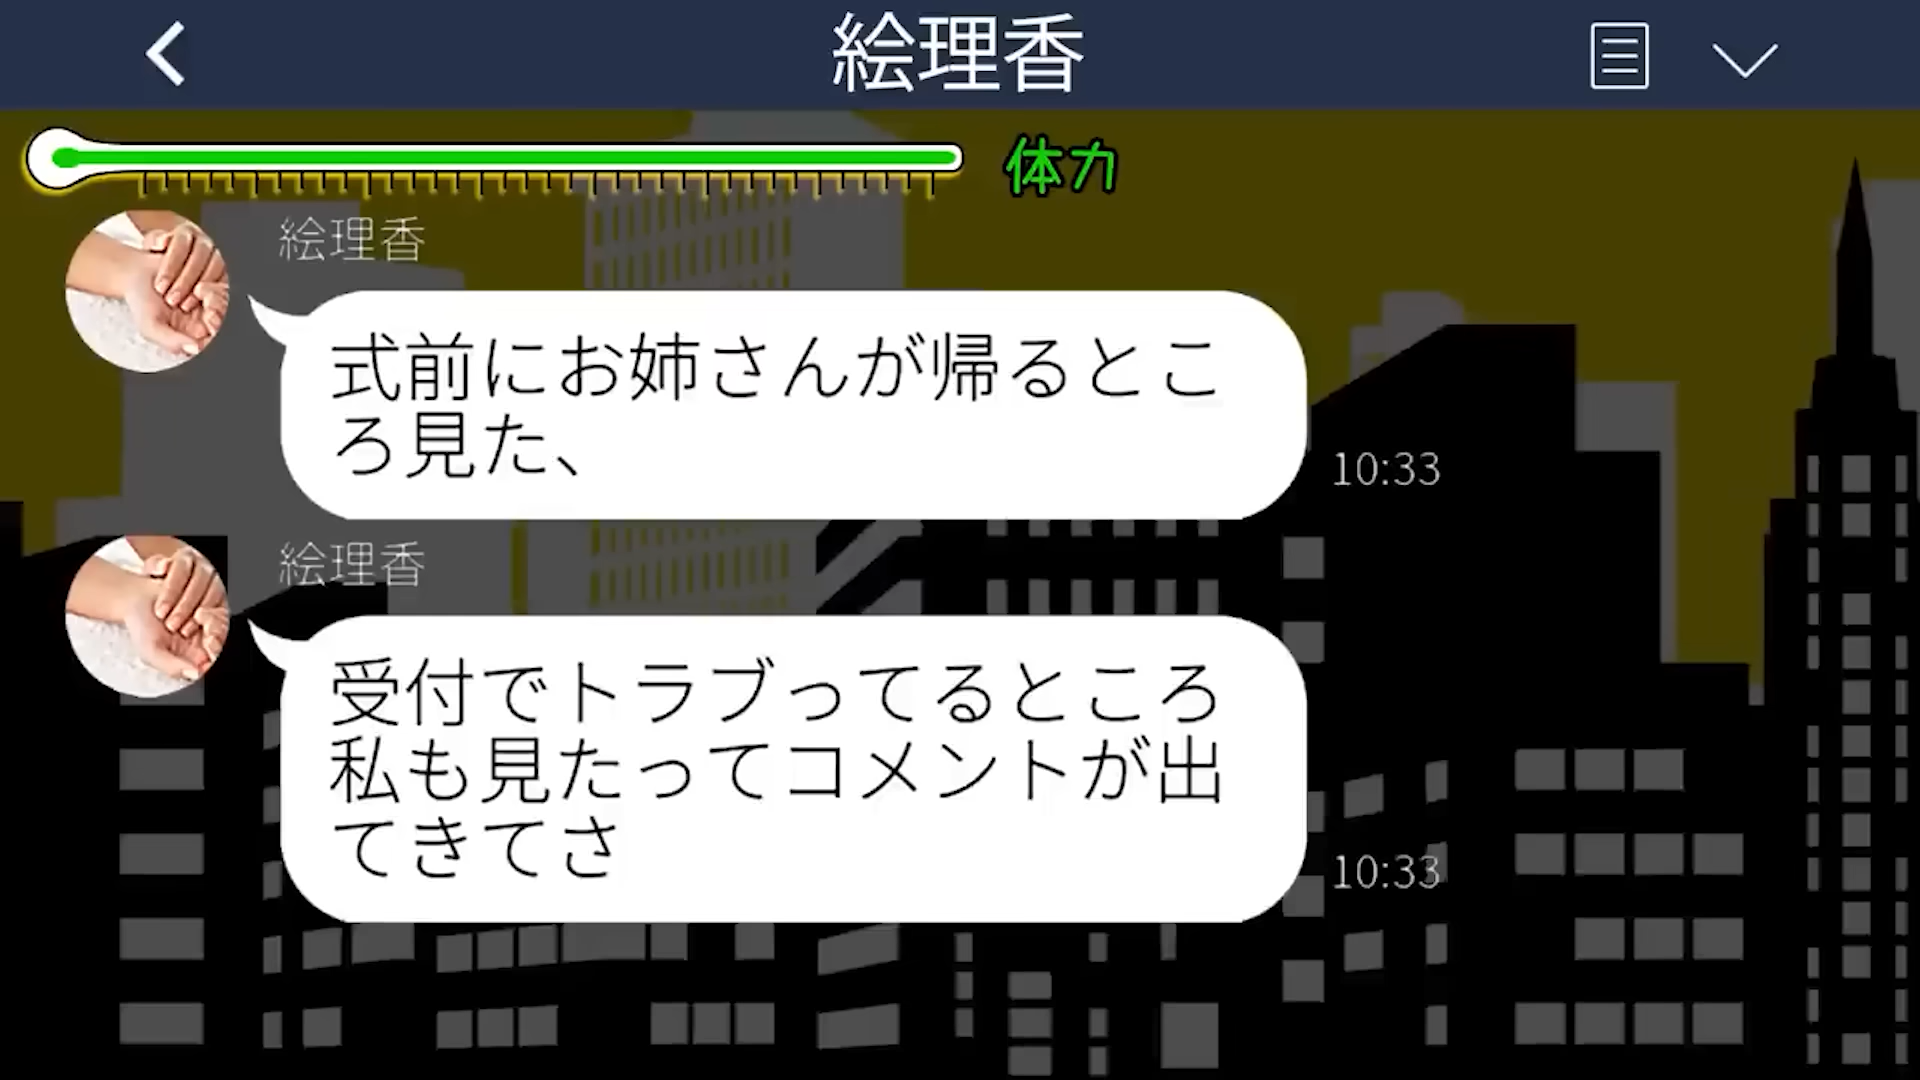 絵理香
体力
絵理香
式前にお姉さんが帰るとこ
ろ見た、
10:33
絵理香
受付でトラブってるところ
私も見たってコメントが出
てきてさ
10:33